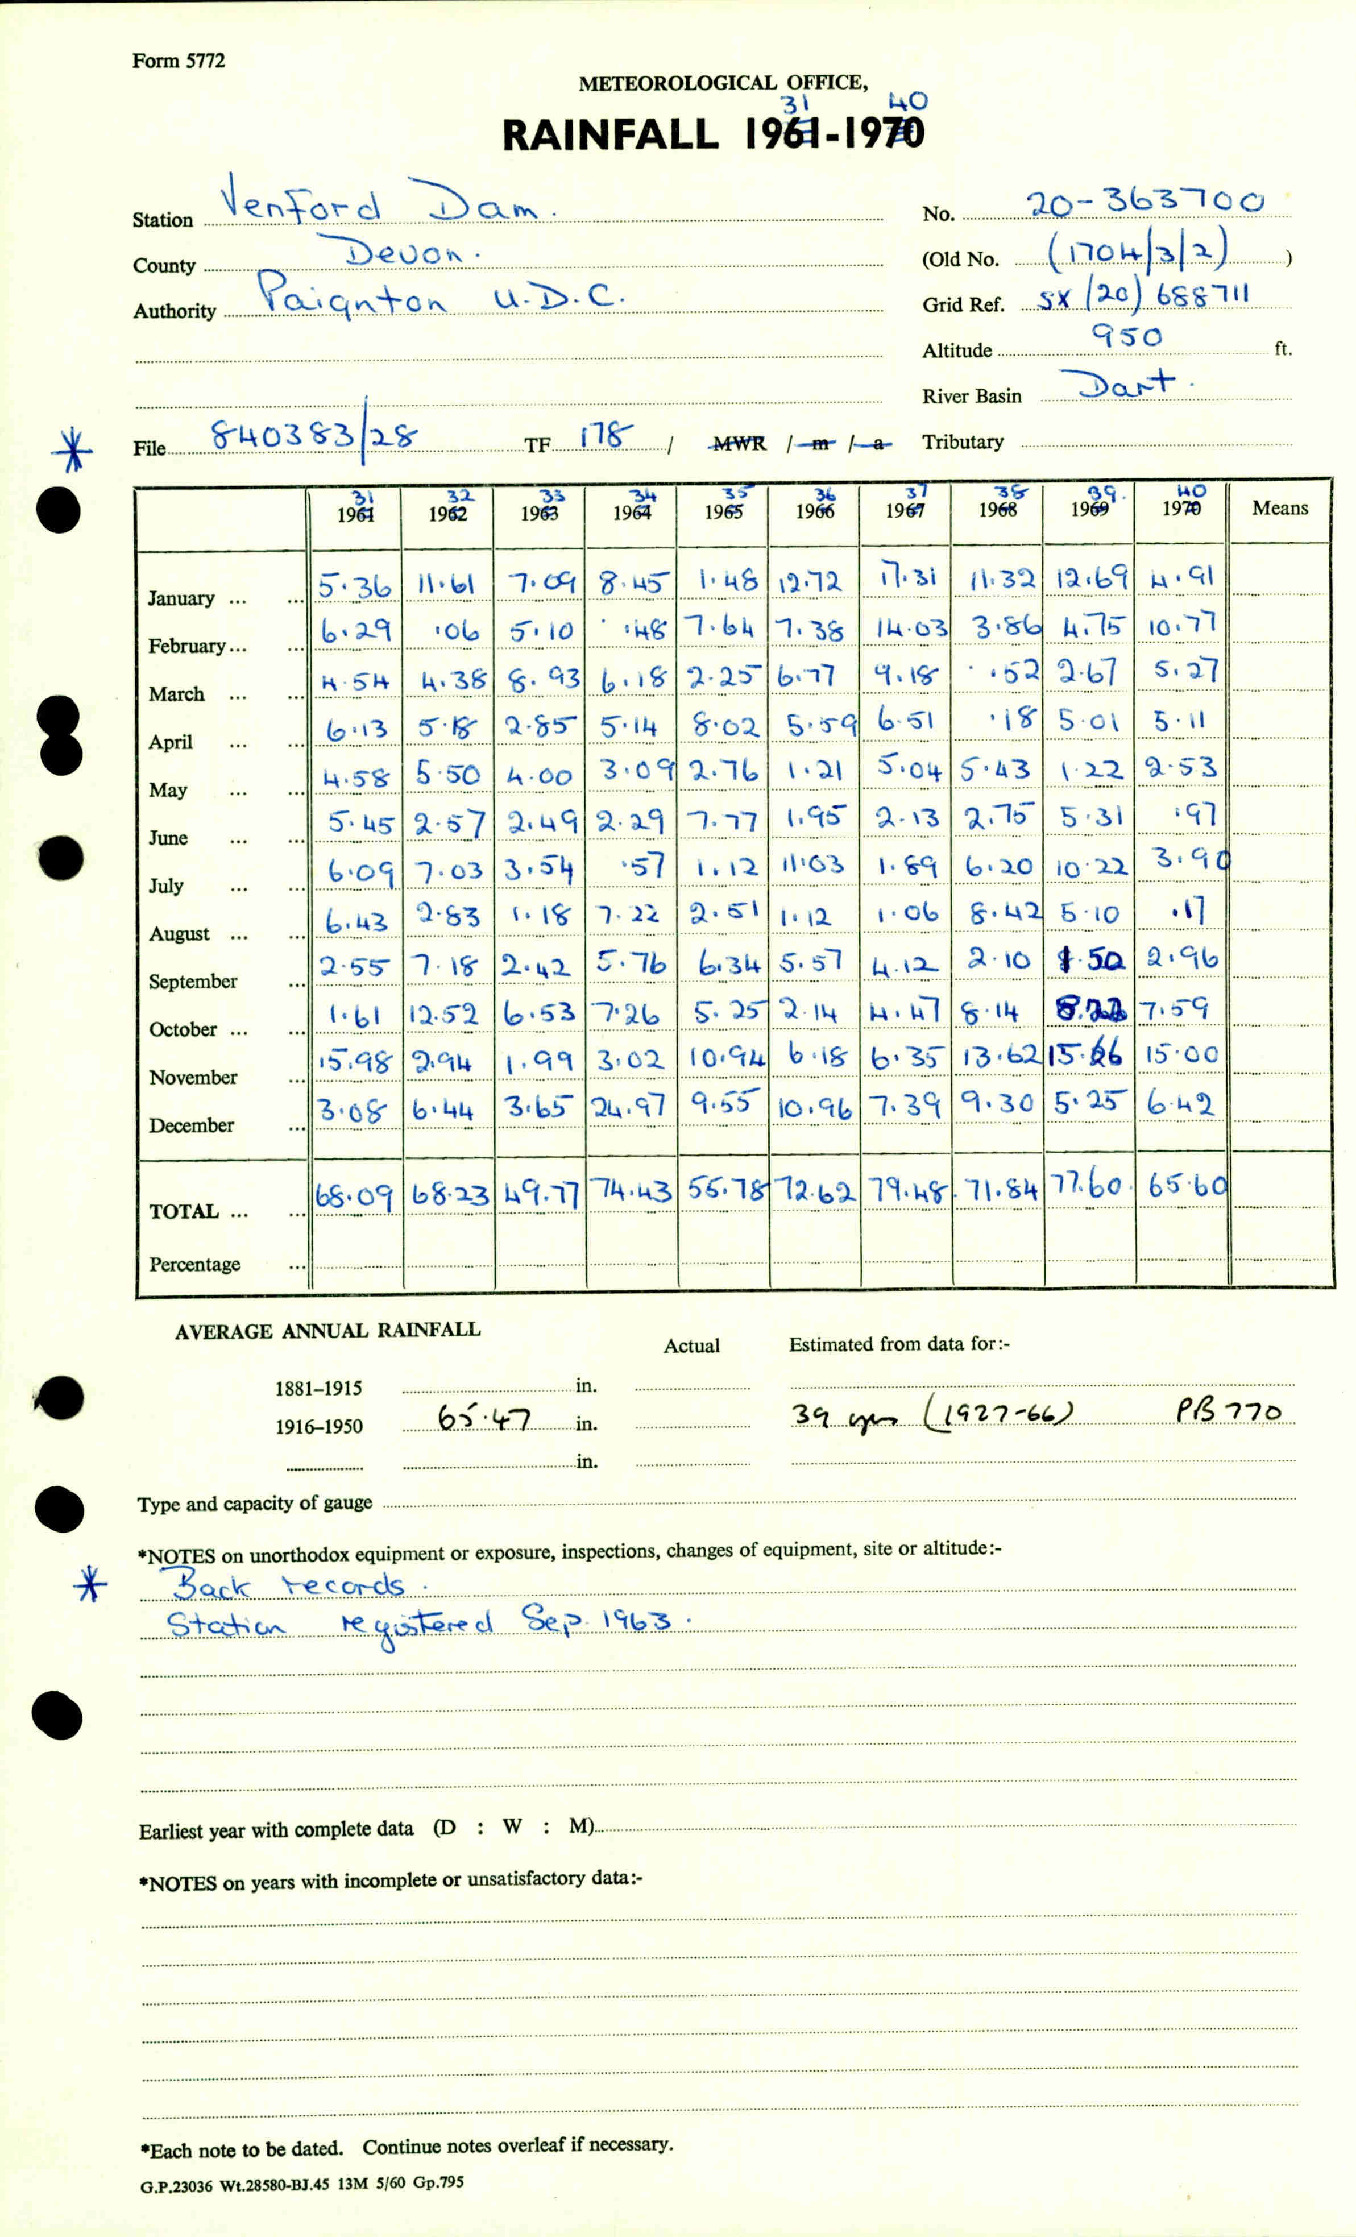 Form 5772
METEOROLOGICAL OFFICE,
31 40
RAINFALL 1961-1970
Station Venford Dam. No. 20-363700
County Devon. (Old No. (1704/3/2) )
Authority Paignton U.D.C. Grid Ref. SX (20) 688711
Altitude 950 ft.
River Basin Dart.
* File 840383/28 TF 178 / MWR / m / a Tributary
31 32 33 34 35 36 37 38 39. 40
1961 1962 1963 1964 1965 1966 1967 1968 1969 1970 Means
January ... ... 5.36 11.61 7.09 8.45 1.48 12.72 17.31 11.32 12.69 4.91
February ... ... 6.29 .06 5.10 .48 7.64 7.38 14.03 3.86 4.75 10.77
March ... ... 4.54 4.38 8.93 6.18 2.25 6.77 9.18 .52 2.67 5.27
April ... ... 6.13 5.18 2.85 5.14 8.02 5.59 6.51 .18 5.01 5.11
May ... ... 4.58 5.50 4.00 3.09 2.76 1.21 5.04 5.43 1.22 2.53
June ... ... 5.45 2.57 2.49 2.29 7.77 1.95 2.13 2.75 5.31 .97
July ... ... 6.09 7.03 3.54 .57 1.12 11.03 1.89 6.20 10.22 3.90
August ... ... 6.43 2.83 1.18 7.22 2.51 1.12 1.06 8.42 5.10 .17
September ... 2.55 7.18 2.42 5.76 6.34 5.57 4.12 2.10 1.50 2.96
October ... ... 1.61 12.52 6.53 7.26 5.25 2.14 4.47 8.14 8.22 7.59
November ... 15.98 2.94 1.99 3.02 10.94 6.18 6.35 13.62 15.66 15.00
December ... 3.08 6.44 3.65 24.97 9.55 10.96 7.39 9.30 5.25 6.42
TOTAL ... ... 68.09 68.23 49.77 74.43 72.62 79.48 71.84 77.60 65.60
Percentage ...
AVERAGE ANNUAL RAINFALL Actual Estimated from data for:-
1881–1915 in.
1916–1950 65.47 in. 39 yrs (1927-66) PB 770
in.
Type and capacity of gauge
*NOTES on unorthodox equipment or exposure, inspections, changes of equipment, site or altitude:-
* Back records.
Station registered Sep. 1963.
Earliest year with complete data (D : W : M)
*NOTES on years with incomplete or unsatisfactory data:-
*Each note to be dated. Continue notes overleaf if necessary.
G.P.23036 Wt.28580-BJ.45 13M 5/60 Gp.795